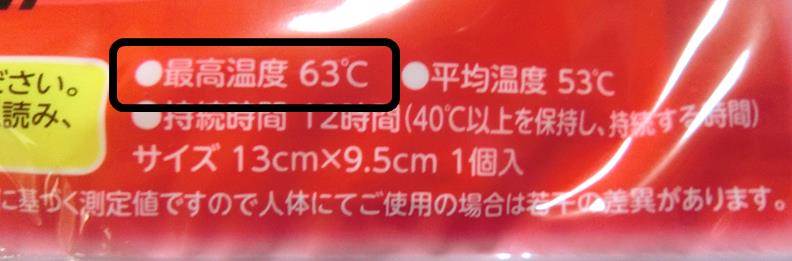 ださい。
読み、
●最高温度 63℃ ●平均温度 53℃
●持続時間 12時間(40℃以上を保持し、持続する時間)
サイズ 13cm×9.5cm 1個入
に基づく測定値ですので人体にてご使用の場合は若干の差異があります。